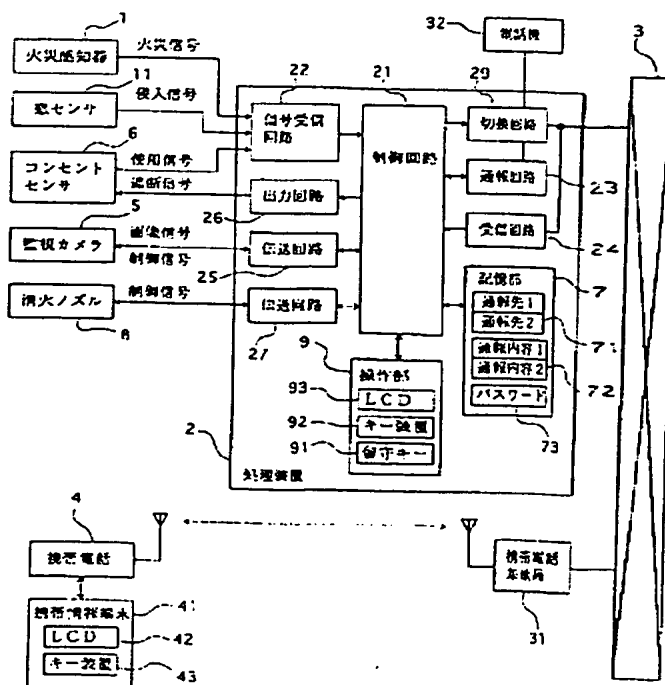 1
火災感知器
火災信号
11
窓センサ
侵入信号
6
コンセント
センサ
使用信号
遮断信号
5
監視カメラ
画像信号
制御信号
消火ノズル
制御信号
8
22
信号受信
回路
26
出力回路
25
伝送回路
27
伝送回路
21
制御回路
32
電話機
29
切換回路
通報回路
23
受信回路
24
3
記憶部
7
通報先1
通報先2
71
通報内容1
通報内容2
72
パスワード
73
9
操作部
93
LCD
92
キー装置
91
留守キー
2
処理装置
4
携帯電話
携帯情報端末
41
LCD
42
キー装置
43
携帯電話
基地局
31